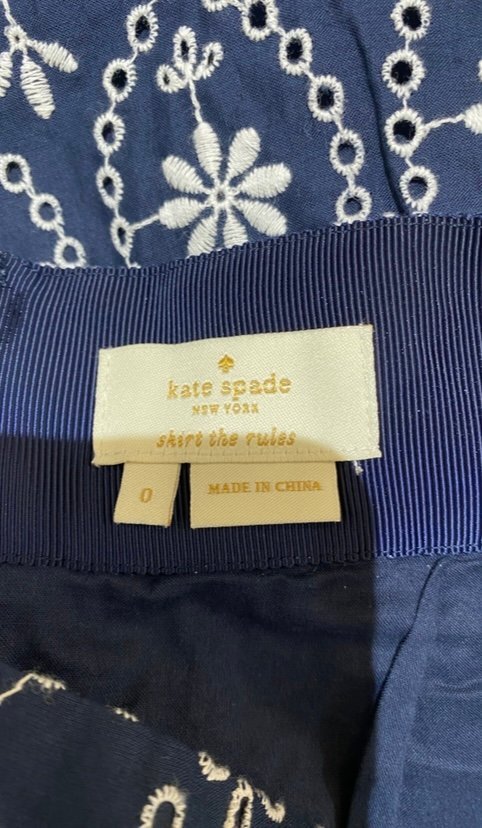 kate spade
NEW YORK
skirt the rules
0
MADE IN CHINA